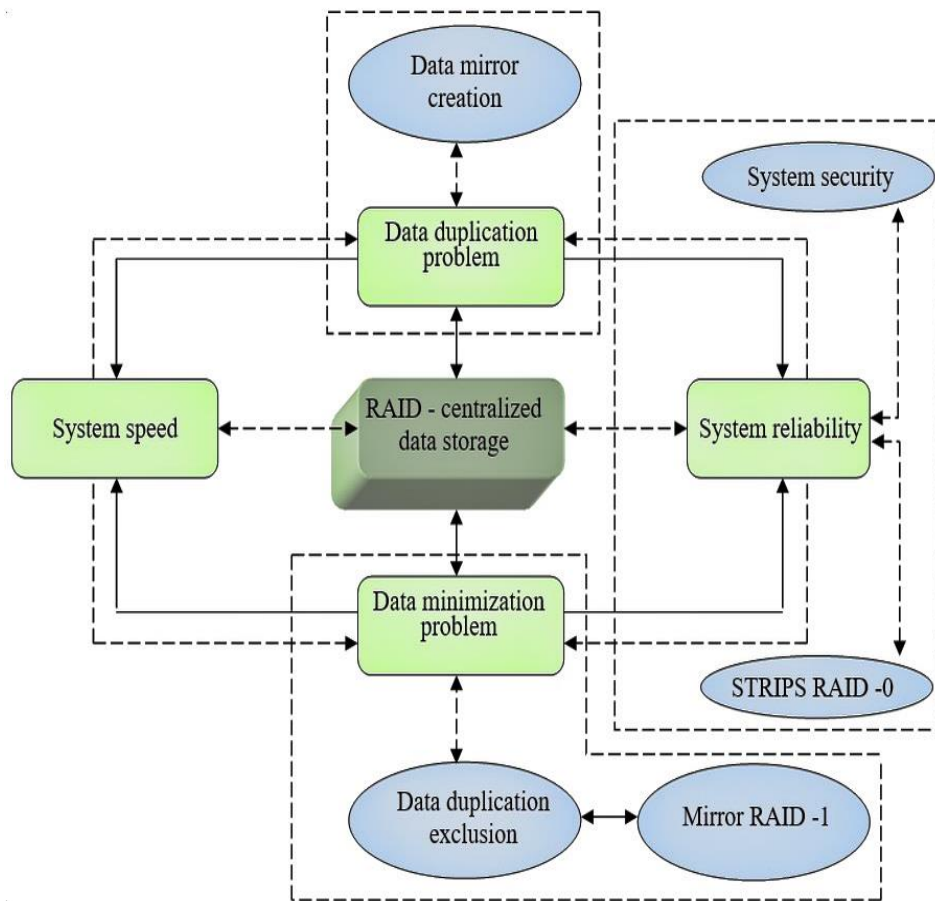 Data mirror
creation
System security
Data duplication
problem
System speed
RAID - centralized
data storage
System reliability
Data minimization
problem
STRIPS RAID -0
Data duplication
exclusion
Mirror RAID -1